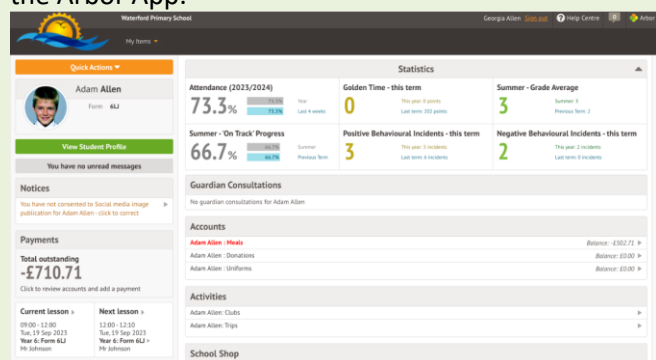 the Arbor App.
Waterford Primary School
Georgia Allen Sign out Help Centre 0 Arbor
My Items
Quick Actions
Adam Allen
Form 6LJ
View Student Profile
You have no unread messages
Notices
You have not consented to Social media image
publication for Adam Allen - click to correct
Payments
Total outstanding
-£710.71
Click to review accounts and add a payment
Current lesson >
09:00 - 12:00
Tue, 19 Sep 2023
Year 6: Form 6LJ
Mr Johnson
Next lesson >
12:00 - 12:10
Tue, 19 Sep 2023
Year 6: Form 6LJ >
Mr Johnson
Statistics
Attendance (2023/2024)
73.3%
73.3% Year
73.3% Last 4 weeks
Golden Time - this term
0
This year: 0 points
Last term: 202 points
Summer - Grade Average
3
Summer: 3
Previous Term: 2
Summer - 'On Track' Progress
66.7%
66.7% Summer
66.7% Previous Term
Positive Behavioural Incidents - this term
3
This year: 3 incidents
Last term: 6 incidents
Negative Behavioural Incidents - this term
2
This year: 2 incidents
Last term: 0 incidents
Guardian Consultations
No guardian consultations for Adam Allen
Accounts
Adam Allen : Meals Balance: -£502.71
Adam Allen : Donations Balance: £0.00
Adam Allen : Uniforms Balance: £0.00
Activities
Adam Allen: Clubs
Adam Allen: Trips
School Shop